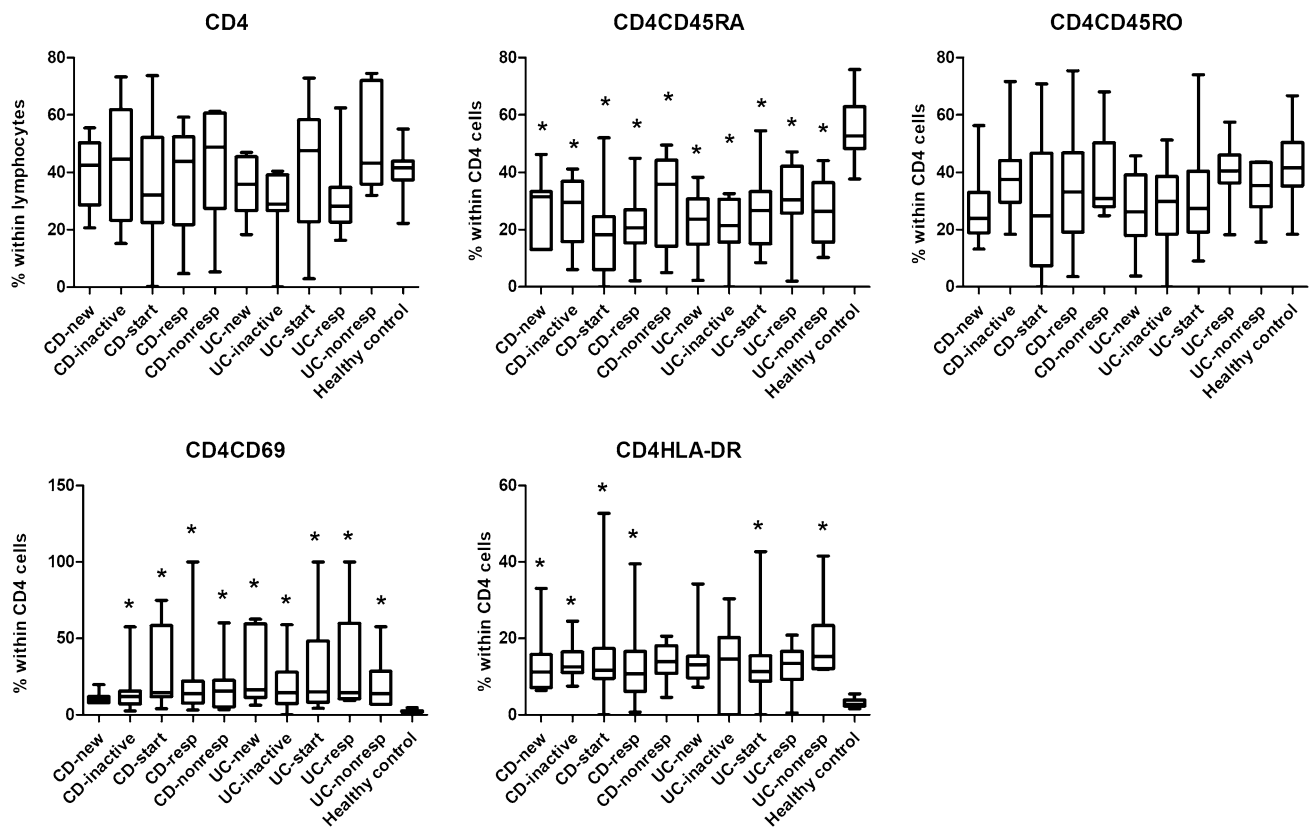 CD4
% within lymphocytes
80
60
40
20
0
CD-new
CD-inactive
CD-start
CD-resp
CD-nonresp
UC-new
UC-inactive
UC-start
UC-resp
UC-nonresp
Healthy control
CD4CD45RA
% within CD4 cells
80
60
40
20
0
* * * * * * * * * *
CD-new
CD-inactive
CD-start
CD-resp
CD-nonresp
UC-new
UC-inactive
UC-start
UC-resp
UC-nonresp
Healthy control
CD4CD45RO
% within CD4 cells
80
60
40
20
0
CD-new
CD-inactive
CD-start
CD-resp
CD-nonresp
UC-new
UC-inactive
UC-start
UC-resp
UC-nonresp
Healthy control
CD4CD69
% within CD4 cells
150
100
50
0
* * * * * * * * *
CD-new
CD-inactive
CD-start
CD-resp
CD-nonresp
UC-new
UC-inactive
UC-start
UC-resp
UC-nonresp
Healthy control
CD4HLA-DR
% within CD4 cells
60
40
20
0
* * * * * *
CD-new
CD-inactive
CD-start
CD-resp
CD-nonresp
UC-new
UC-inactive
UC-start
UC-resp
UC-nonresp
Healthy control